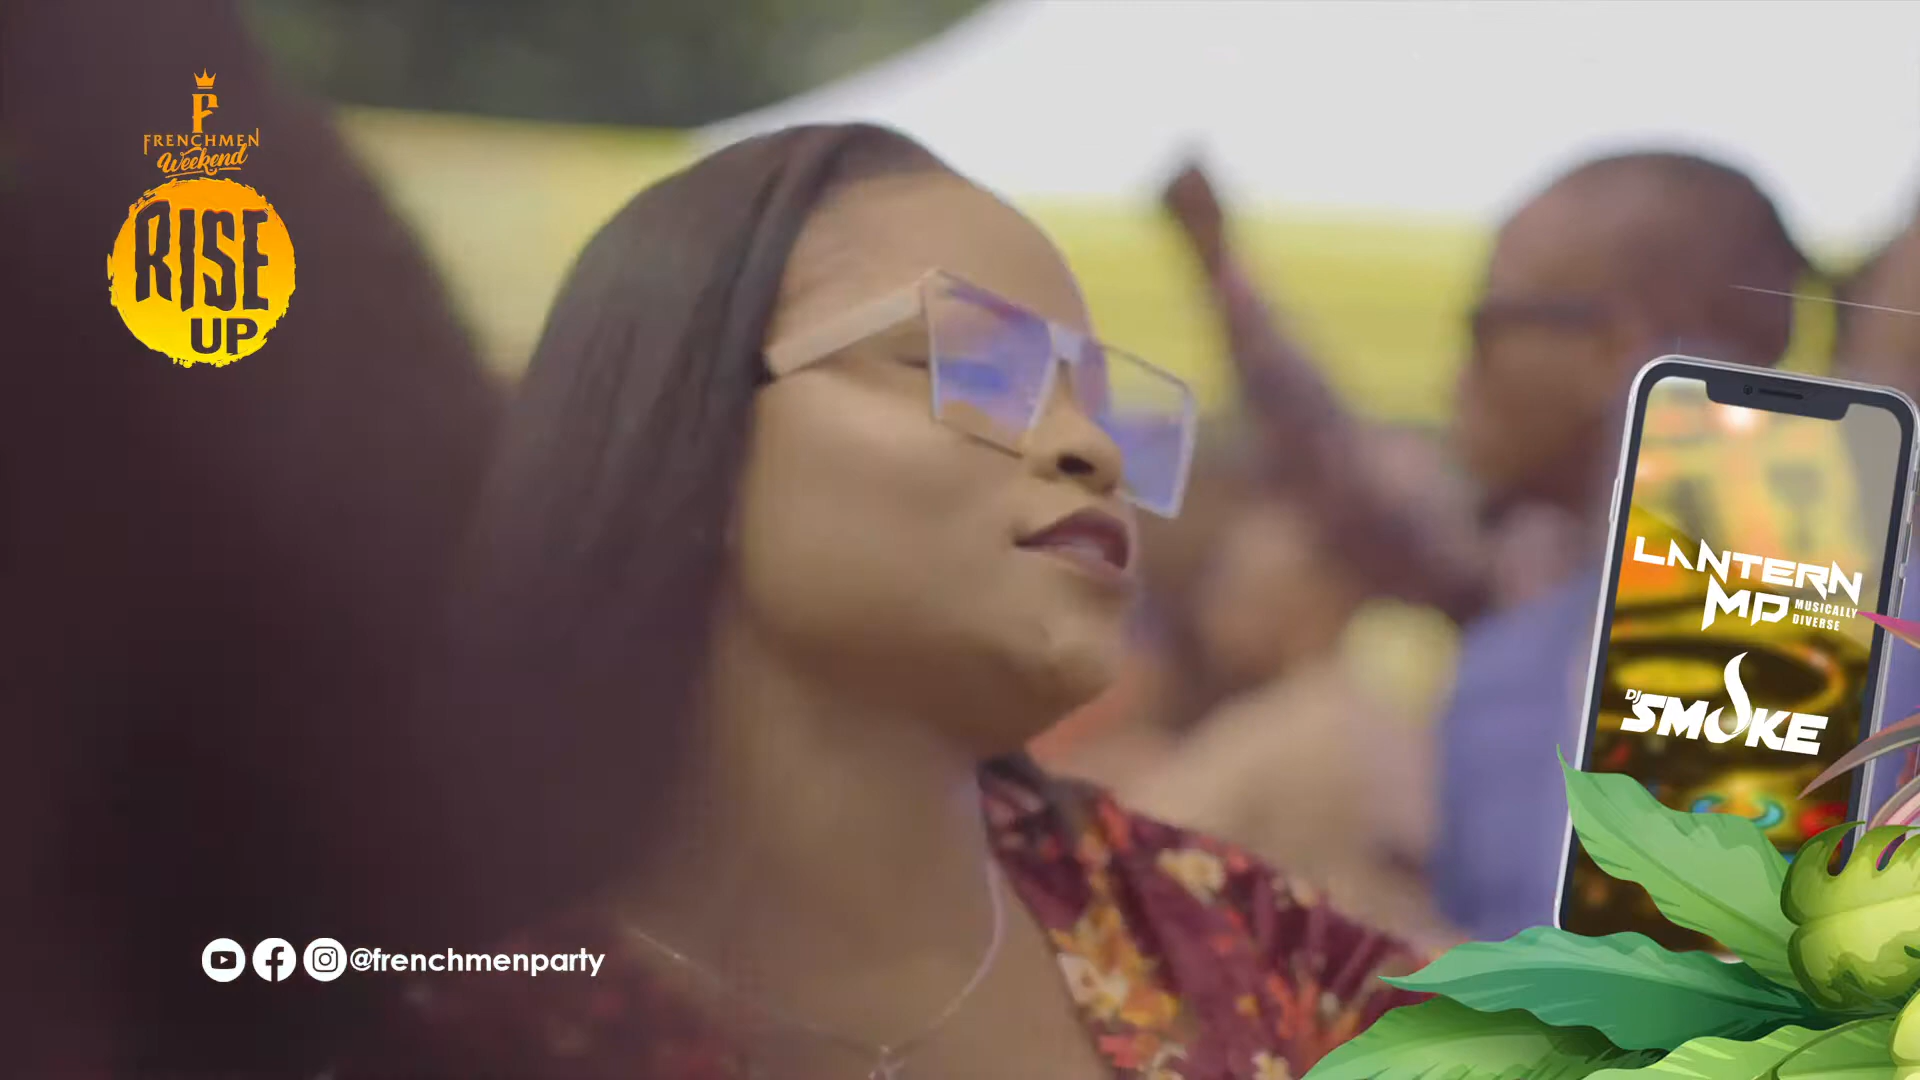 F
FRENCHMEN
Weekend
RISE
UP
LANTERN
MD MUSICALLY
DIVERSE
DJ
SMOKE
@frenchmenparty